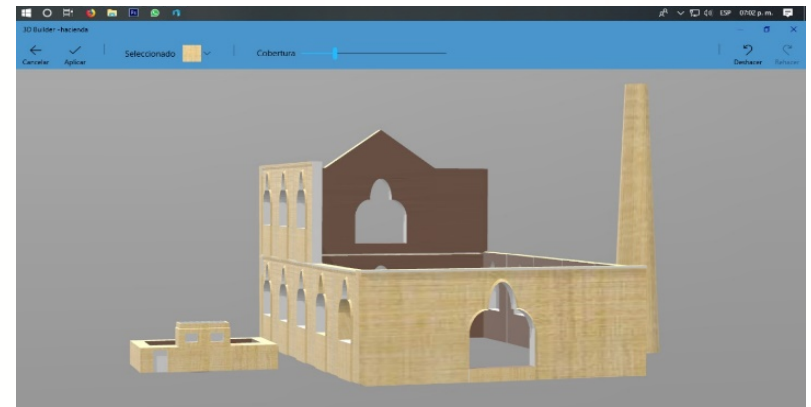 ESP 07:02 p. m.
3D Builder -hacienda
Cancelar Aplicar Seleccionado Cobertura Deshacer Rehacer